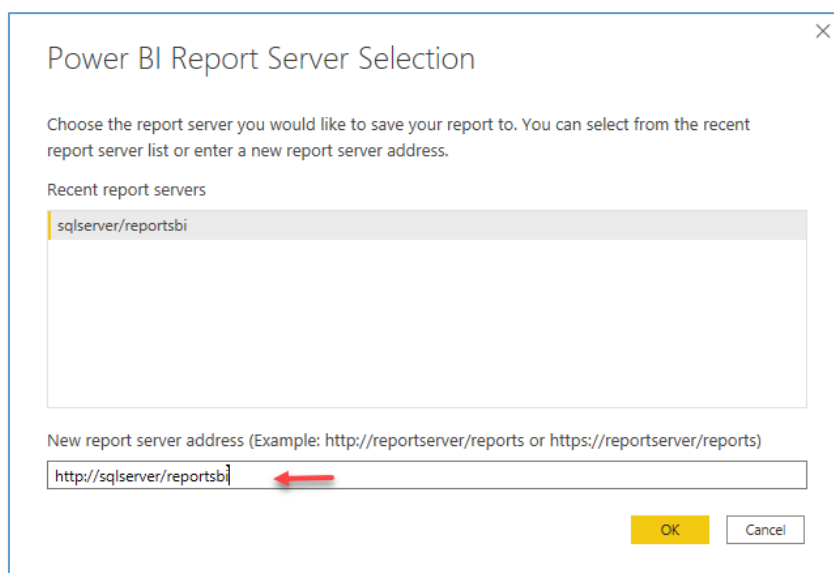 Power BI Report Server Selection
Choose the report server you would like to save your report to. You can select from the recent
report server list or enter a new report server address.
Recent report servers
sqlserver/reportsbi
New report server address (Example: http://reportserver/reports or https://reportserver/reports)
http://sqlserver/reportsbi
OK
Cancel